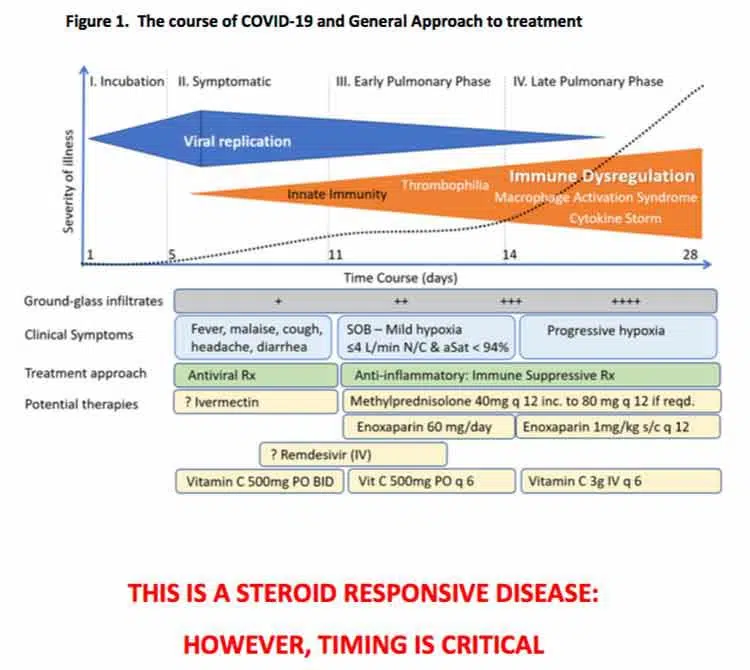 Figure 1.  The course of COVID-19 and General Approach to treatment
I. Incubation
II. Symptomatic
III. Early Pulmonary Phase
IV. Late Pulmonary Phase
Severity of illness
Viral replication
Innate Immunity
Thrombophilia
Immune Dysregulation
Macrophage Activation Syndrome
Cytokine Storm
1 5 11 14 28
Time Course (days)
Ground-glass infiltrates + ++ +++ ++++
Clinical Symptoms
Fever, malaise, cough,
headache, diarrhea
SOB – Mild hypoxia
≤4 L/min N/C & aSat < 94%
Progressive hypoxia
Treatment approach
Antiviral Rx
Anti-inflammatory: Immune Suppressive Rx
Potential therapies
? Ivermectin
Methylprednisolone 40mg q 12 inc. to 80 mg q 12 if reqd.
Enoxaparin 60 mg/day
Enoxaparin 1mg/kg s/c q 12
? Remdesivir (IV)
Vitamin C 500mg PO BID
Vit C 500mg PO q 6
Vitamin C 3g IV q 6
THIS IS A STEROID RESPONSIVE DISEASE:
HOWEVER, TIMING IS CRITICAL